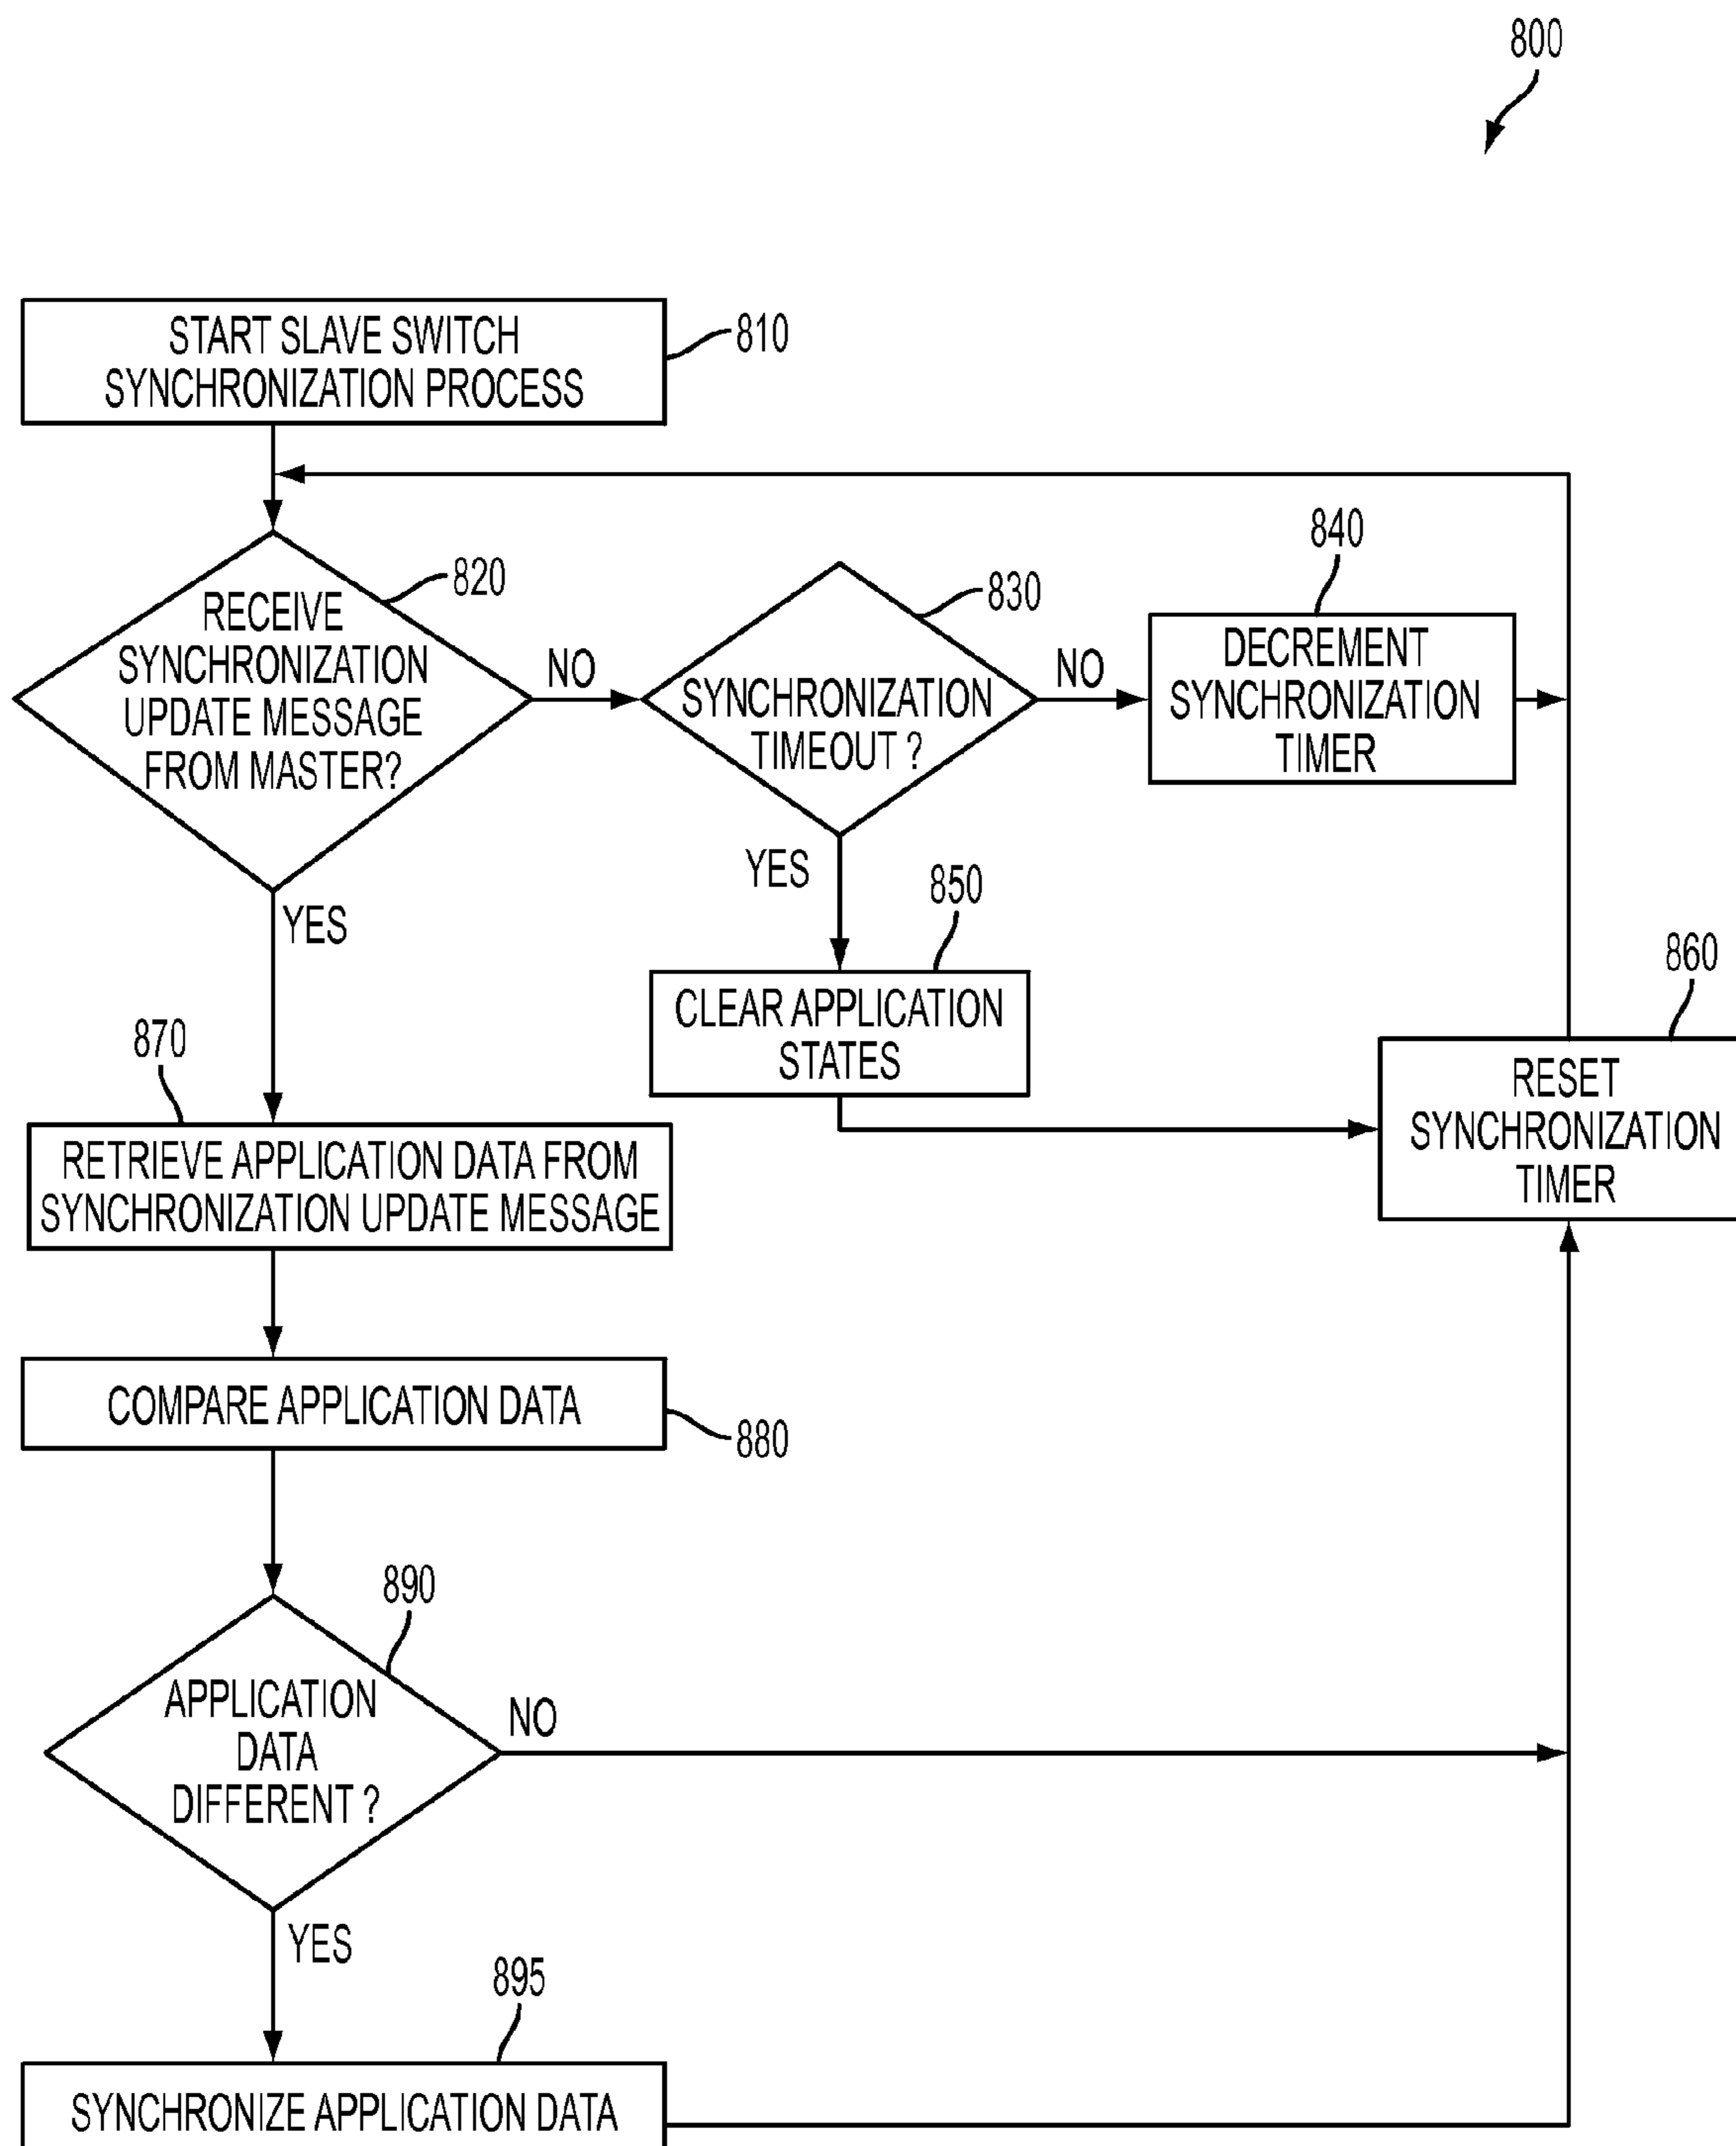 800
START SLAVE SWITCH
SYNCHRONIZATION PROCESS
810
RECEIVE
SYNCHRONIZATION
UPDATE MESSAGE
FROM MASTER?
820
NO
YES
SYNCHRONIZATION
TIMEOUT ?
830
NO
YES
840
DECREMENT
SYNCHRONIZATION
TIMER
850
CLEAR APPLICATION
STATES
860
RESET
SYNCHRONIZATION
TIMER
870
RETRIEVE APPLICATION DATA FROM
SYNCHRONIZATION UPDATE MESSAGE
COMPARE APPLICATION DATA
880
890
APPLICATION
DATA
DIFFERENT ?
NO
YES
895
SYNCHRONIZE APPLICATION DATA